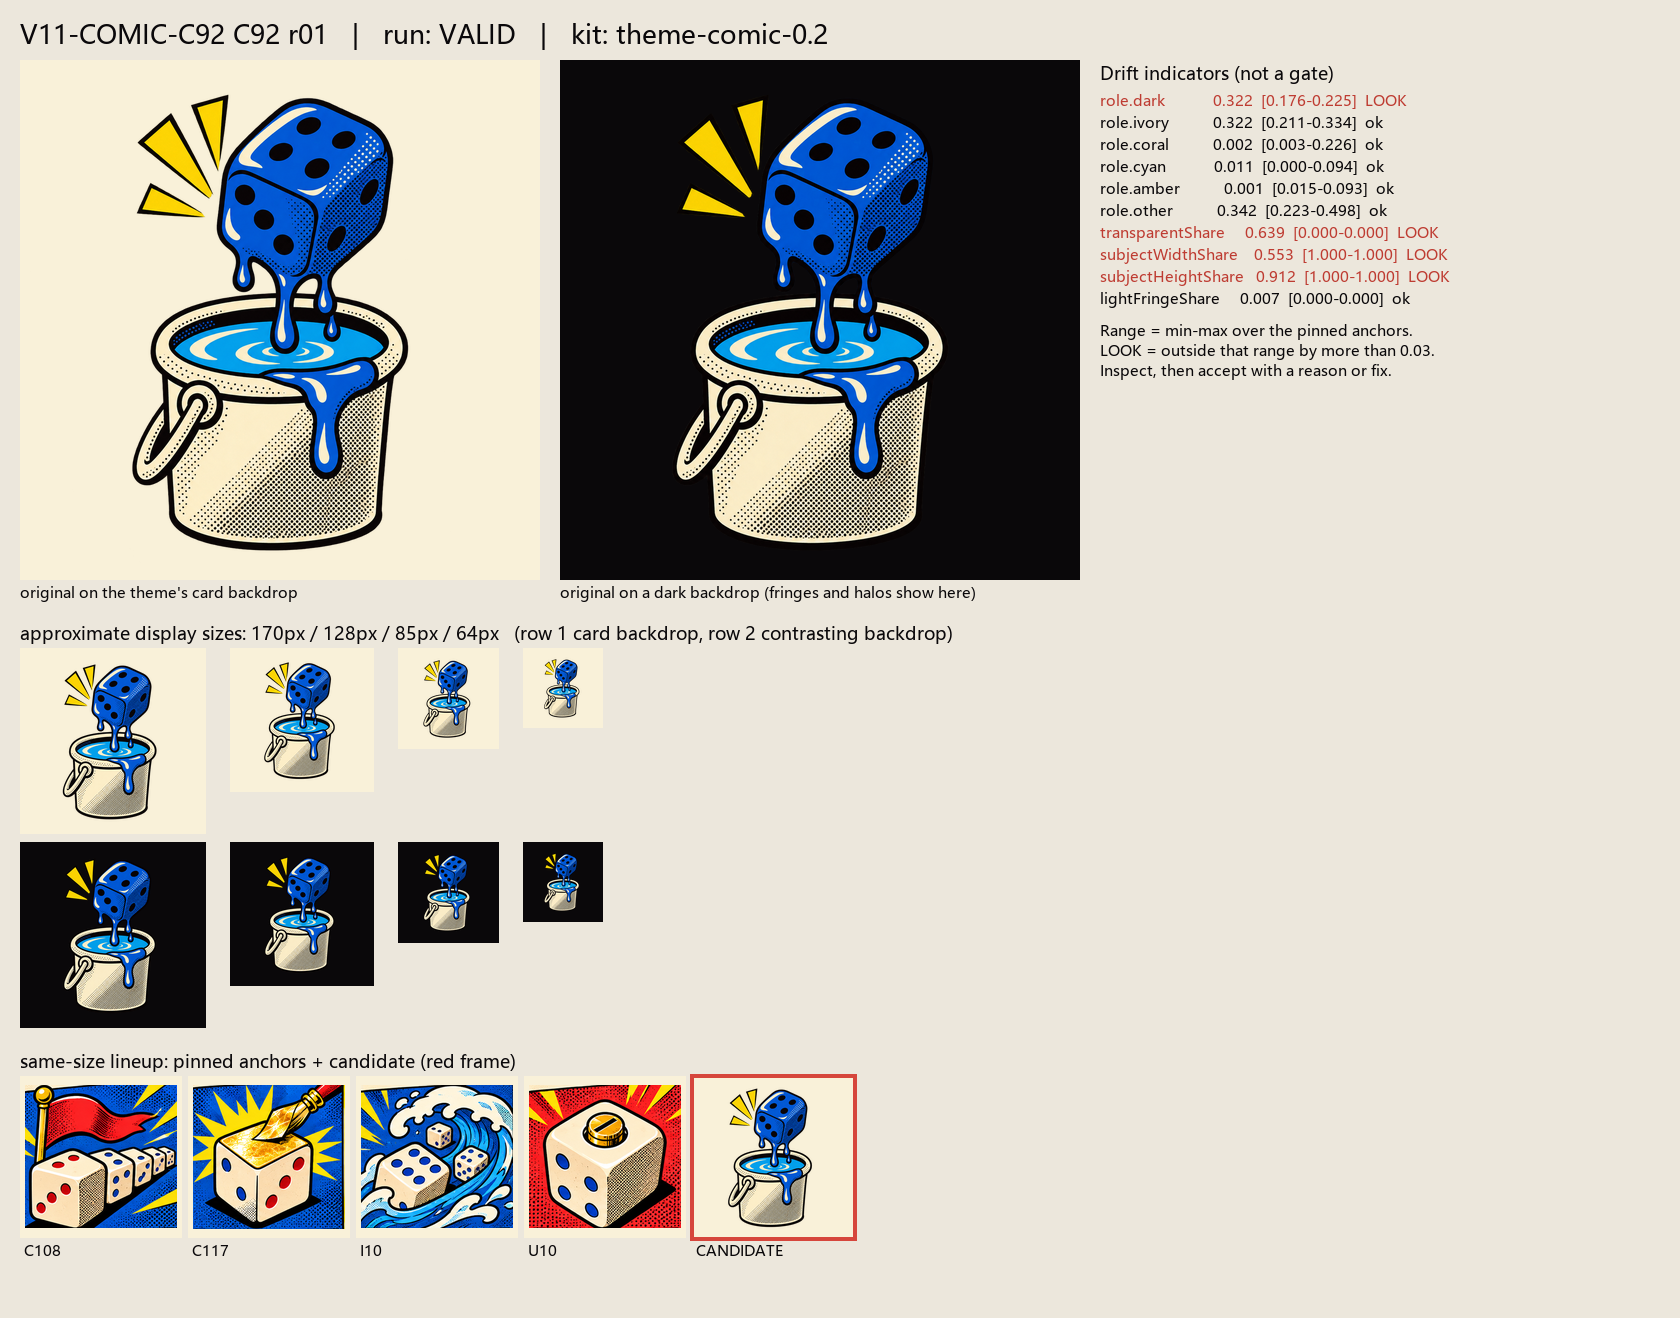 V11-COMIC-C92 C92 r01   |   run: VALID   |   kit: theme-comic-0.2
Drift indicators (not a gate)
role.dark 0.322 [0.176-0.225] LOOK
role.ivory 0.322 [0.211-0.334] ok
role.coral 0.002 [0.003-0.226] ok
role.cyan 0.011 [0.000-0.094] ok
role.amber 0.001 [0.015-0.093] ok
role.other 0.342 [0.223-0.498] ok
transparentShare 0.639 [0.000-0.000] LOOK
subjectWidthShare 0.553 [1.000-1.000] LOOK
subjectHeightShare 0.912 [1.000-1.000] LOOK
lightFringeShare 0.007 [0.000-0.000] ok
Range = min-max over the pinned anchors.
LOOK = outside that range by more than 0.03.
Inspect, then accept with a reason or fix.
original on the theme's card backdrop
original on a dark backdrop (fringes and halos show here)
approximate display sizes: 170px / 128px / 85px / 64px   (row 1 card backdrop, row 2 contrasting backdrop)
same-size lineup: pinned anchors + candidate (red frame)
C108
C117
I10
U10
CANDIDATE